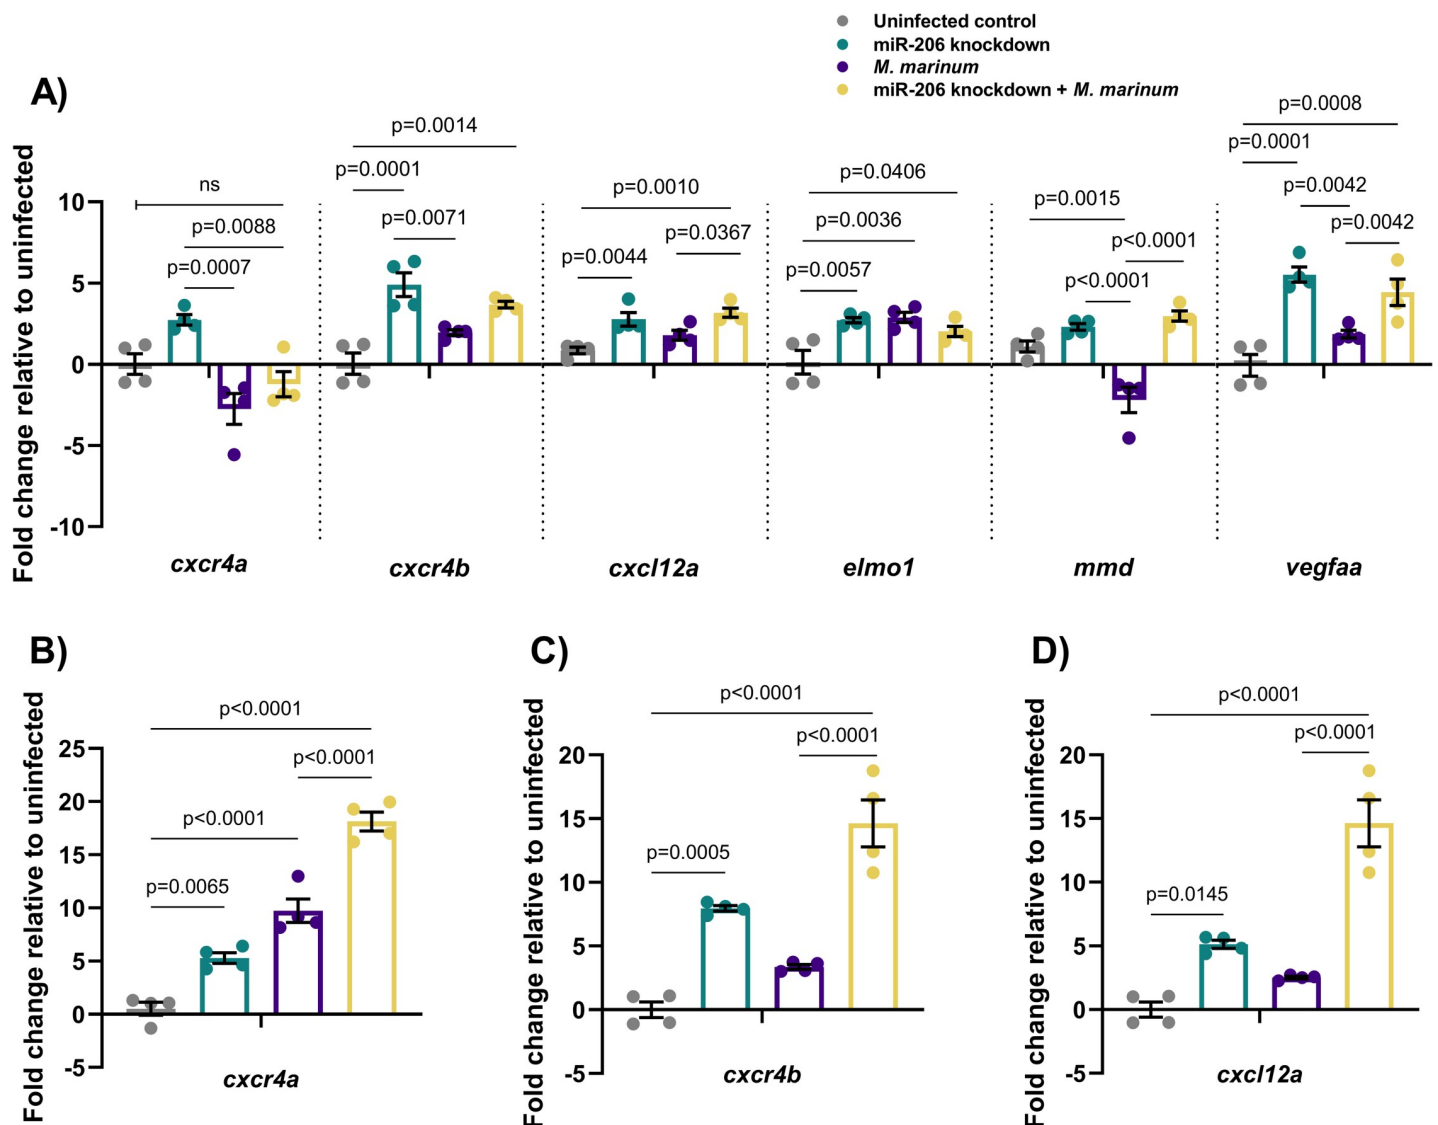 Uninfected control
miR-206 knockdown
M. marinum
miR-206 knockdown + M. marinum
A)
Fold change relative to uninfected
10
5
0
-5
-10
ns
p=0.0088
p=0.0007
p=0.0014
p=0.0001
p=0.0071
p=0.0010
p=0.0367
p=0.0044
p=0.0406
p=0.0036
p=0.0057
p=0.0015
p<0.0001
p<0.0001
p=0.0008
p=0.0001
p=0.0042
p=0.0042
cxcr4a
cxcr4b
cxcl12a
elmo1
mmd
vegfaa
B)
Fold change relative to uninfected
25
20
15
10
5
0
-5
p<0.0001
p<0.0001
p<0.0001
p=0.0065
cxcr4a
C)
Fold change relative to uninfected
20
15
10
5
0
-5
p<0.0001
p<0.0001
p=0.0005
cxcr4b
D)
Fold change relative to uninfected
20
15
10
5
0
-5
p<0.0001
p<0.0001
p=0.0145
cxcl12a